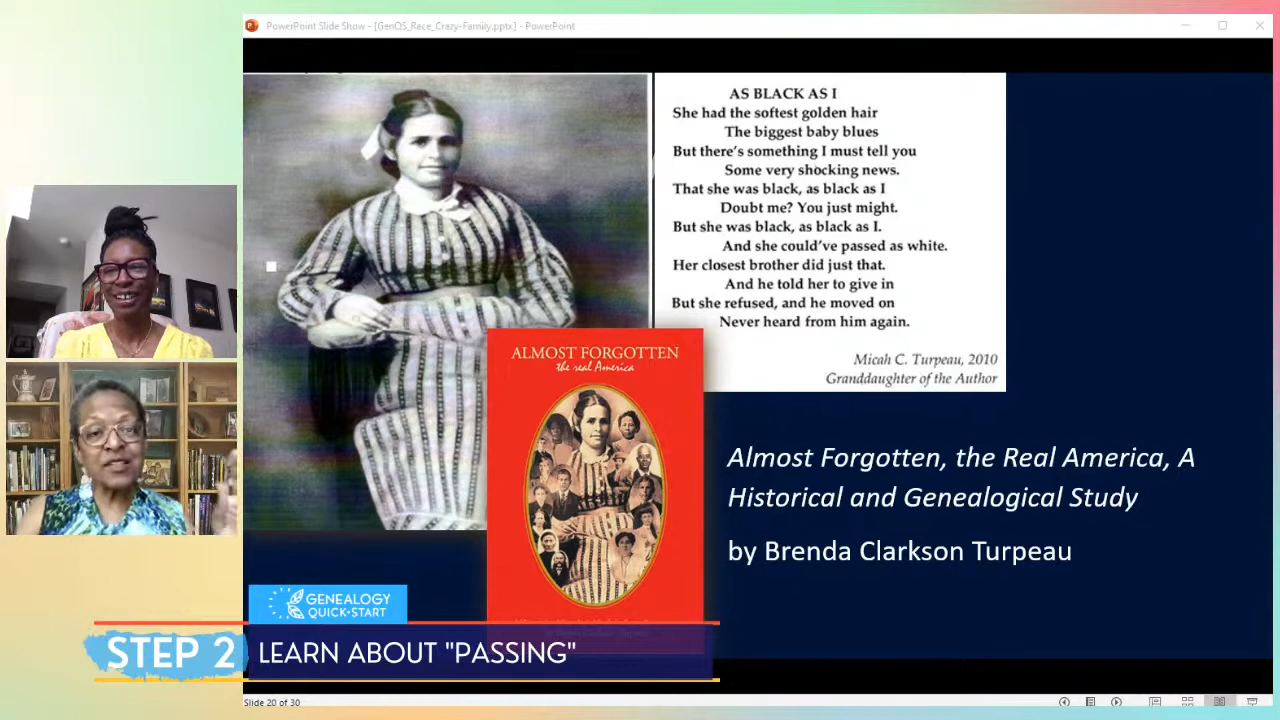 PowerPoint Slide Show - [GenQS_Race_Crazy-Family.pptx] - PowerPoint
AS BLACK AS I
She had the softest golden hair
The biggest baby blues
But there's something I must tell you
Some very shocking news.
That she was black, as black as I
Doubt me? You just might.
But she was black, as black as I.
And she could've passed as white.
Her closest brother did just that.
And he told her to give in
But she refused, and he moved on
Never heard from him again.
Micah C. Turpeau, 2010
Granddaughter of the Author
ALMOST FORGOTTEN
the real America
Almost Forgotten, the Real America, A
Historical and Genealogical Study
by Brenda Clarkson Turpeau
GENEALOGY
QUICK START
STEP 2 LEARN ABOUT "PASSING"
Slide 20 of 30